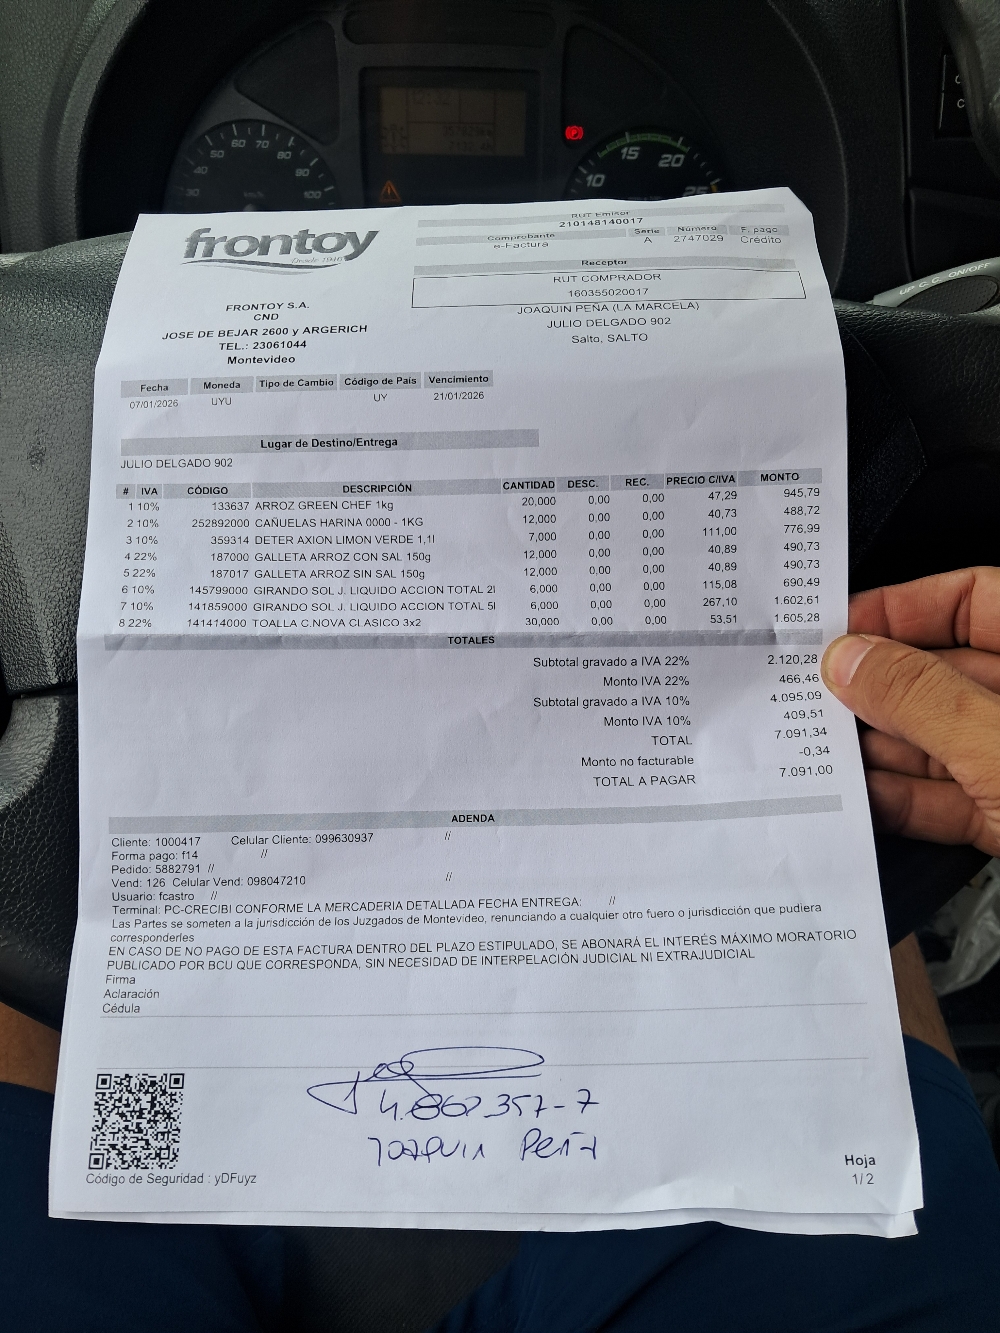 frontoy
Desde 1946
FRONTOY S.A.
CND
JOSE DE BEJAR 2600 y ARGERICH
TEL.: 23061044
Montevideo
RUT Emisor
210148140017
Comprobante Serie Número F. pago
e-Factura A 2747029 Crédito
Receptor
RUT COMPRADOR
160355020017
JOAQUIN PEÑA (LA MARCELA)
JULIO DELGADO 902
Salto, SALTO
Fecha Moneda Tipo de Cambio Código de País Vencimiento
07/01/2026 UYU UY 21/01/2026
Lugar de Destino/Entrega
JULIO DELGADO 902
# IVA CÓDIGO DESCRIPCIÓN CANTIDAD DESC. REC. PRECIO C/IVA MONTO
1 10% 133637 ARROZ GREEN CHEF 1kg 20,000 0,00 0,00 47,29 945,79
2 10% 252892000 CAÑUELAS HARINA 0000 - 1KG 12,000 0,00 0,00 40,73 488,72
3 10% 359314 DETER AXION LIMON VERDE 1,1l 7,000 0,00 0,00 111,00 776,99
4 22% 187000 GALLETA ARROZ CON SAL 150g 12,000 0,00 0,00 40,89 490,73
5 22% 187017 GALLETA ARROZ SIN SAL 150g 12,000 0,00 0,00 40,89 490,73
6 10% 145799000 GIRANDO SOL J. LIQUIDO ACCION TOTAL 2l 6,000 0,00 0,00 115,08 690,49
7 10% 141859000 GIRANDO SOL J. LIQUIDO ACCION TOTAL 5l 6,000 0,00 0,00 267,10 1.602,61
8 22% 141414000 TOALLA C.NOVA CLASICO 3x2 30,000 0,00 0,00 53,51 1.605,28
TOTALES
Subtotal gravado a IVA 22% 2.120,28
Monto IVA 22% 466,46
Subtotal gravado a IVA 10% 4.095,09
Monto IVA 10% 409,51
TOTAL 7.091,34
Monto no facturable -0,34
TOTAL A PAGAR 7.091,00
ADENDA
Cliente: 1000417 Celular Cliente: 099630937 //
Forma pago: f14 //
Pedido: 5882791 //
Vend: 126 Celular Vend: 098047210 //
Usuario: fcastro //
Terminal: PC-CRECIBI CONFORME LA MERCADERIA DETALLADA FECHA ENTREGA: //
Las Partes se someten a la jurisdicción de los Juzgados de Montevideo, renunciando a cualquier otro fuero o jurisdicción que pudiera
corresponderles
EN CASO DE NO PAGO DE ESTA FACTURA DENTRO DEL PLAZO ESTIPULADO, SE ABONARÁ EL INTERÉS MÁXIMO MORATORIO
PUBLICADO POR BCU QUE CORRESPONDA, SIN NECESIDAD DE INTERPELACIÓN JUDICIAL NI EXTRAJUDICIAL
Firma
Aclaración
Cédula
4.862.357-7
JOAQUIN PEÑA
Código de Seguridad : yDFuyz
Hoja
1/2
30 40 50 60 70 80 90 100
km/h
10 15 20 25
P
UP C.C. ON/OFF